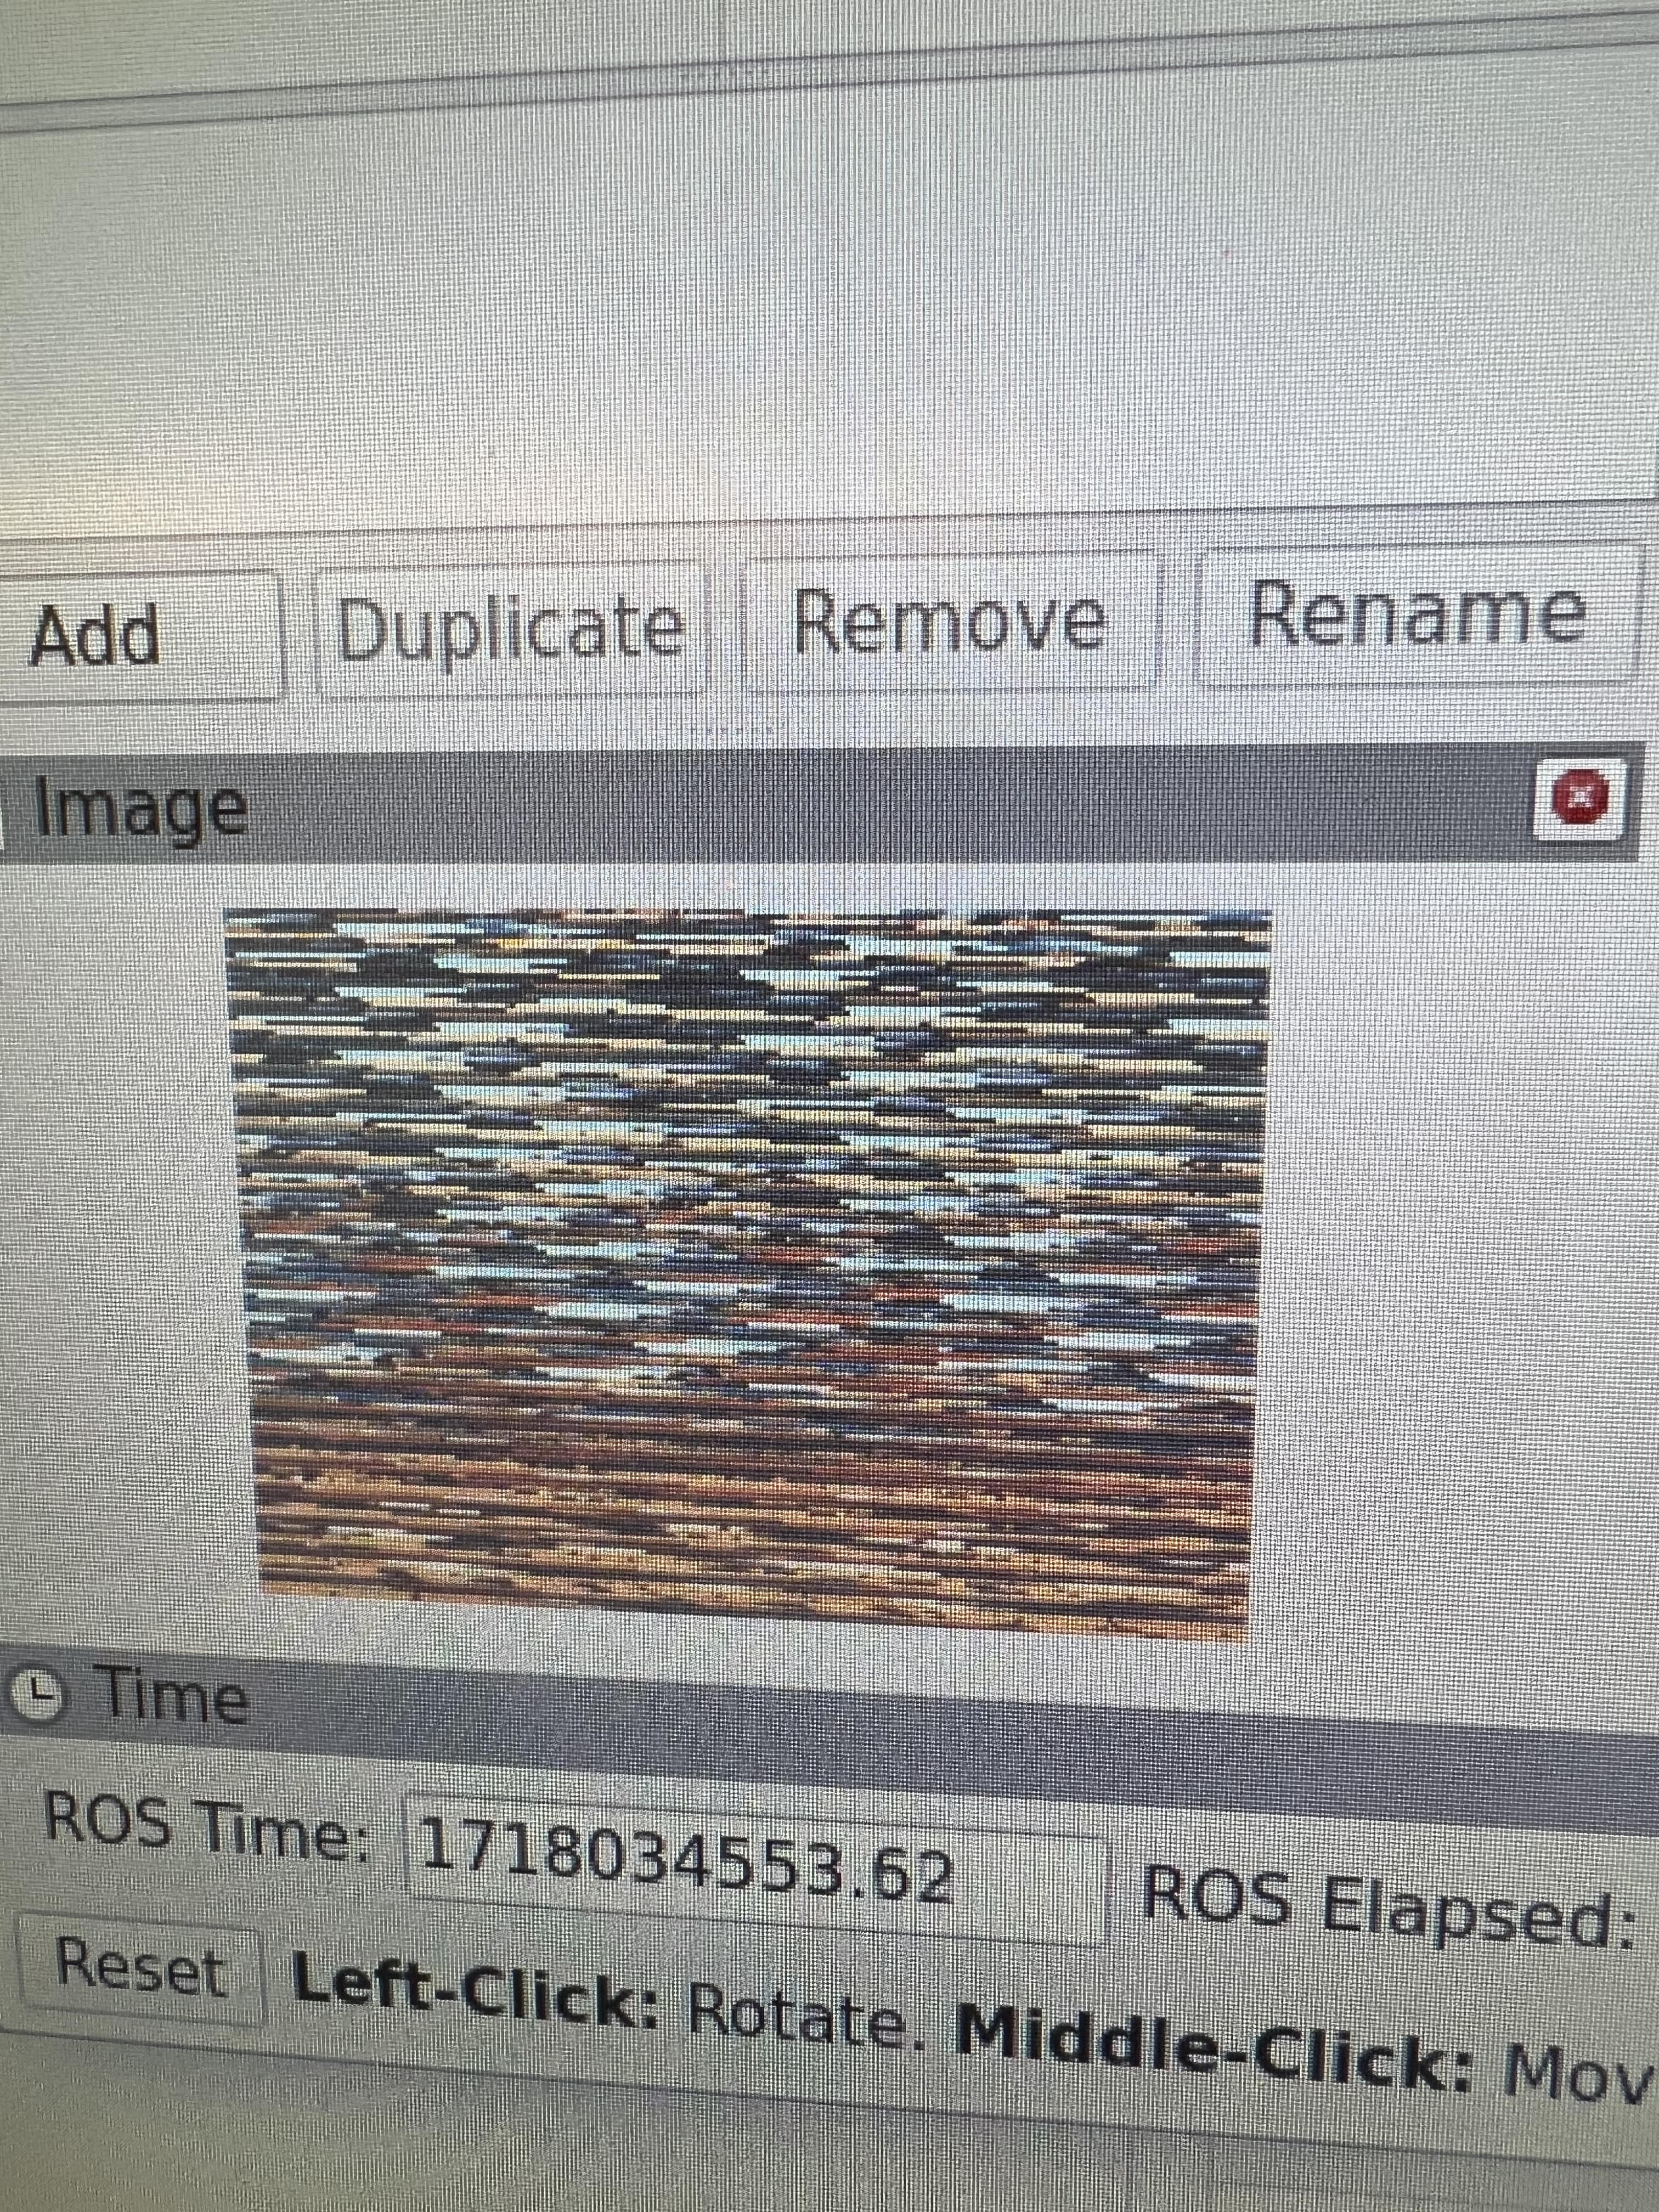 Add Duplicate Remove Rename
Image
Time
ROS Time: 1718034553.62 ROS Elapsed:
Reset Left-Click: Rotate. Middle-Click: Mov